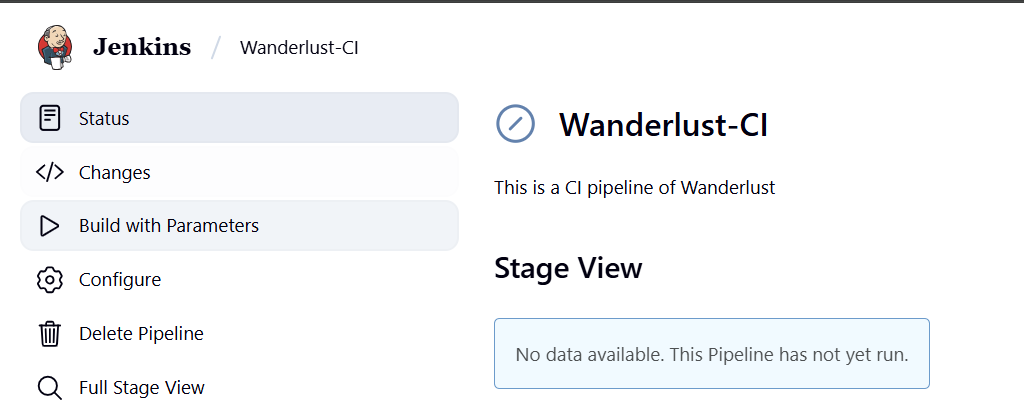 Jenkins / Wanderlust-CI
Status
Changes
Build with Parameters
Configure
Delete Pipeline
Full Stage View
Wanderlust-CI
This is a CI pipeline of Wanderlust
Stage View
No data available. This Pipeline has not yet run.